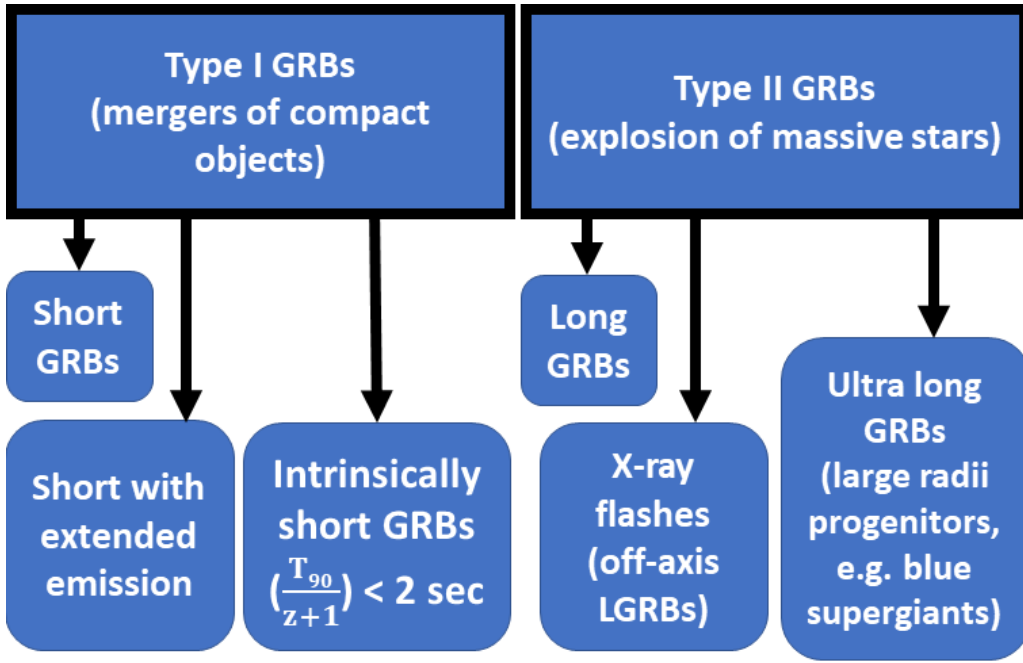 Type I GRBs
(mergers of compact
objects)
Type II GRBs
(explosion of massive stars)
Short
GRBs
Long
GRBs
Short with
extended
emission
Intrinsically
short GRBs
(T₉₀/z+1) < 2 sec
X-ray
flashes
(off-axis
LGRBs)
Ultra long
GRBs
(large radii
progenitors,
e.g. blue
supergiants)